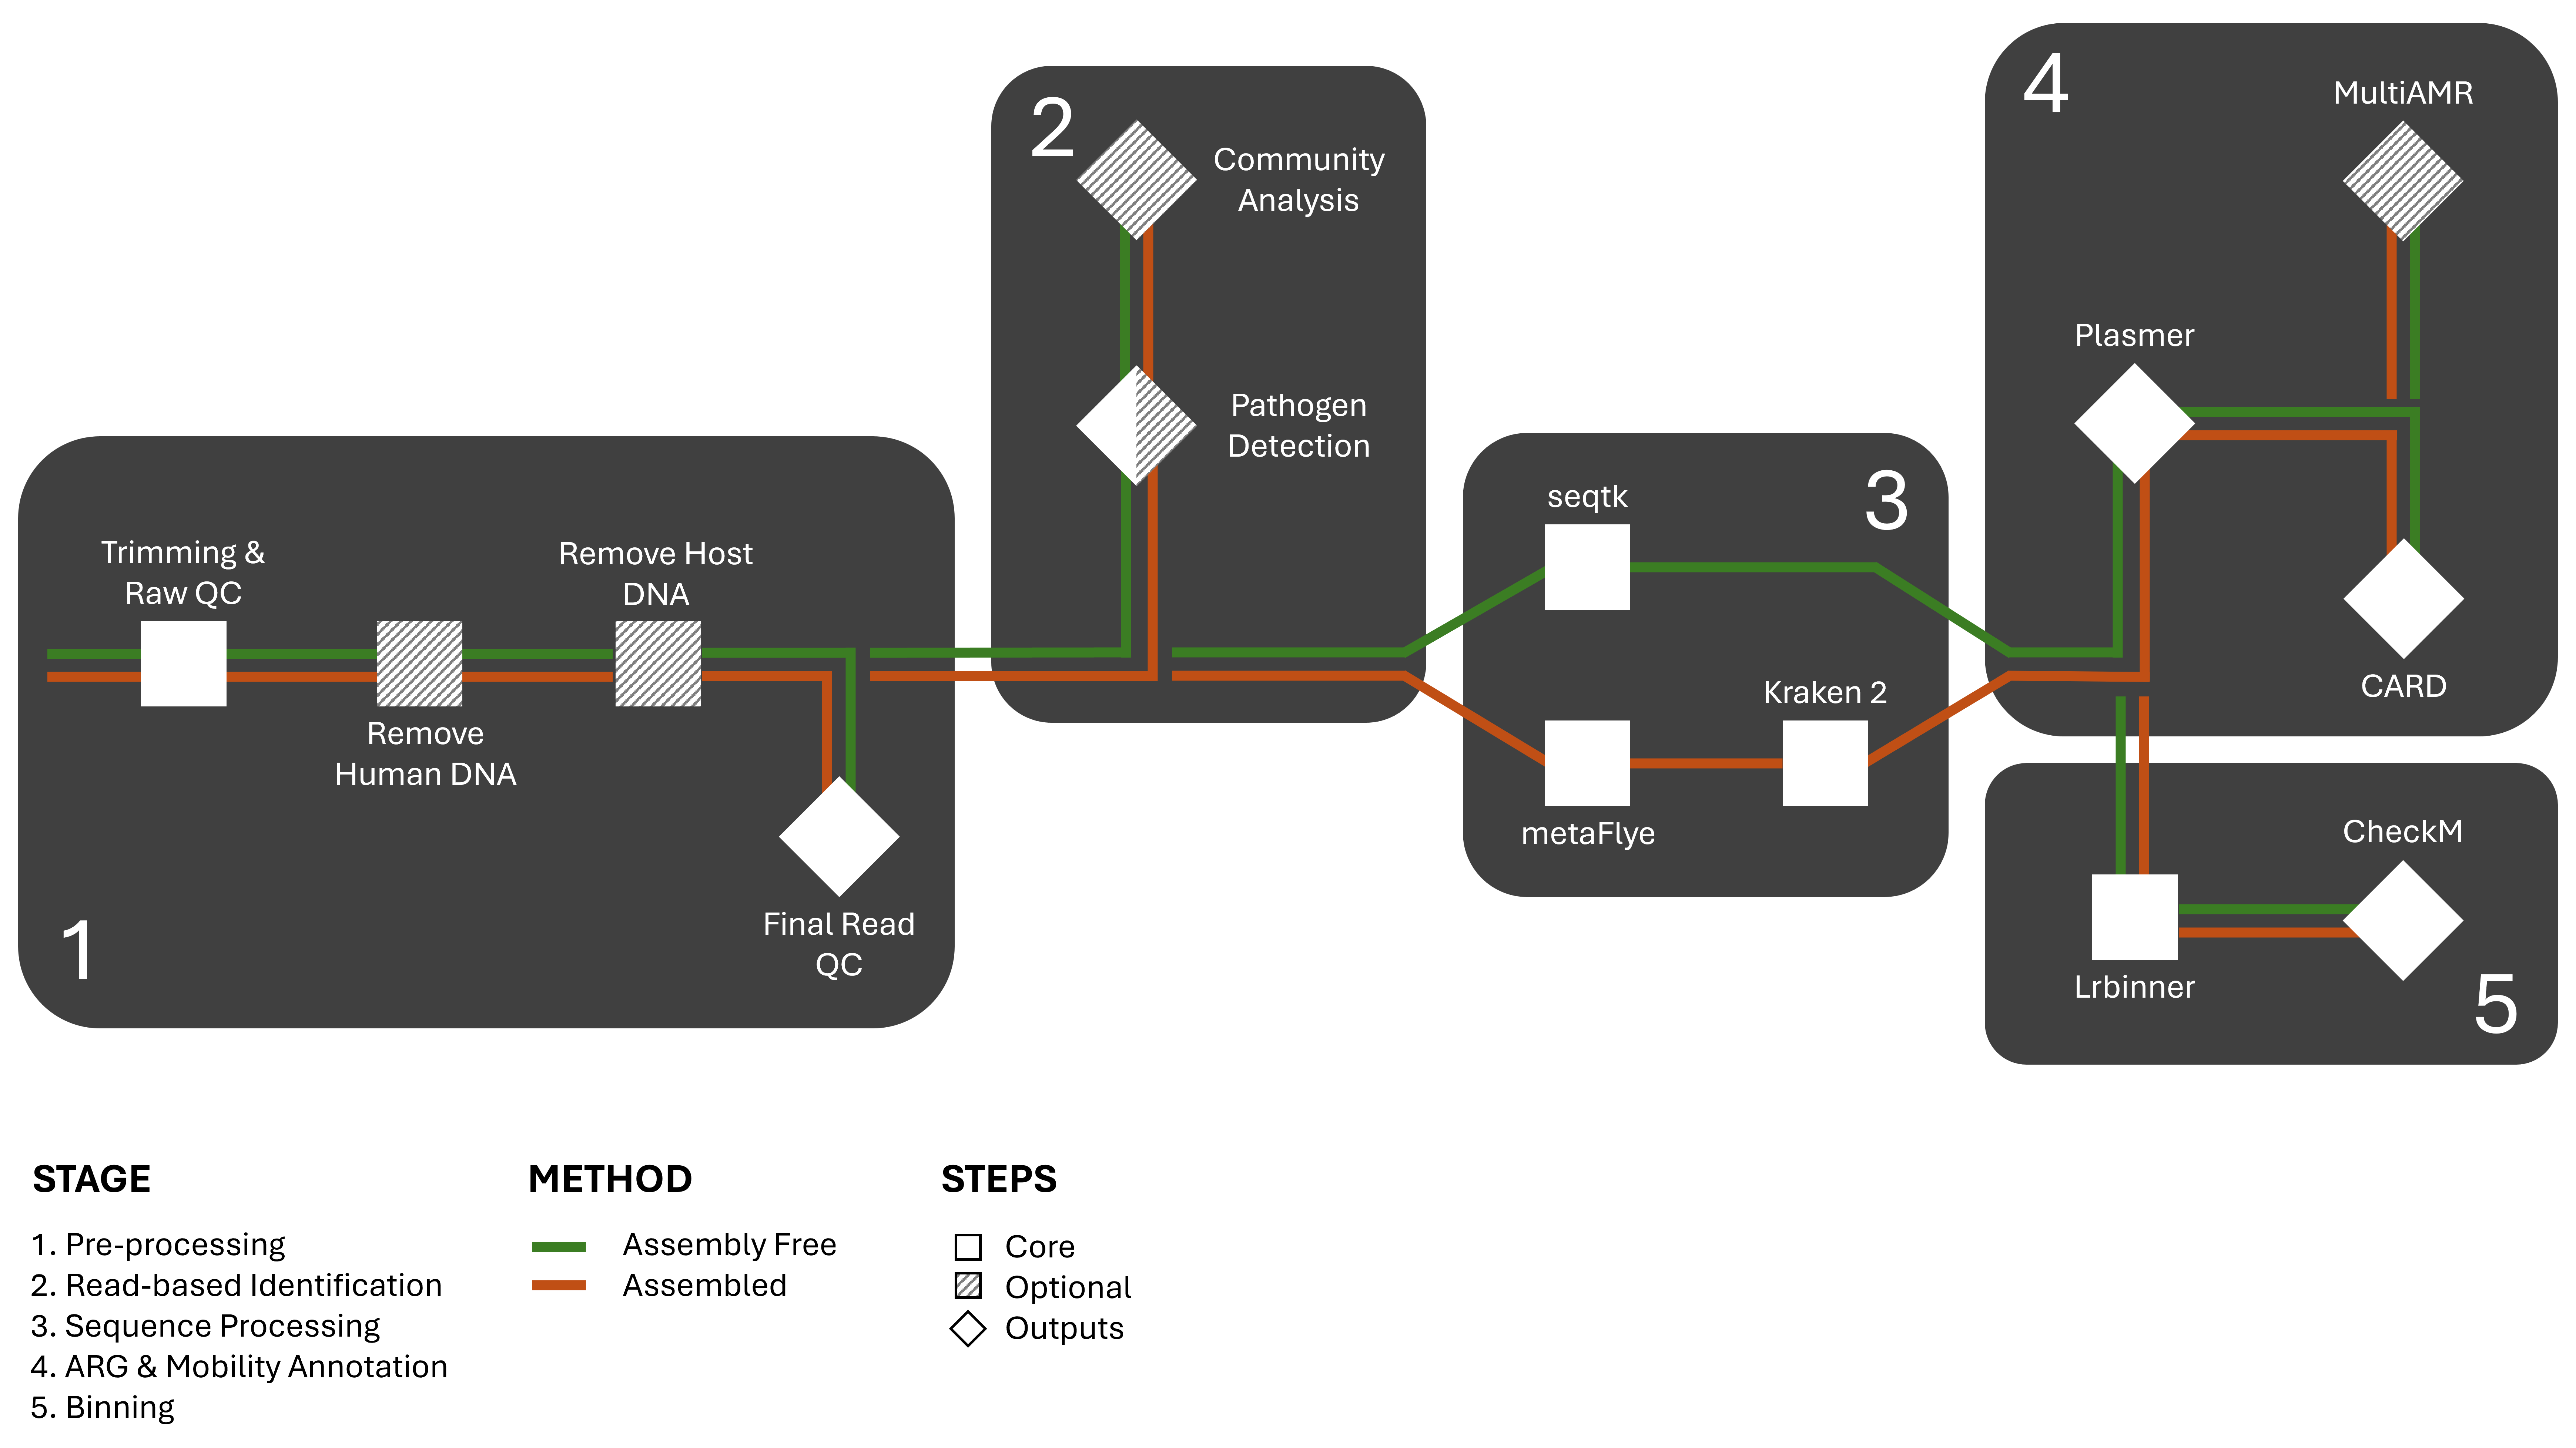 1
Trimming &
Raw QC
Remove
Human DNA
Remove Host
DNA
Final Read
QC
2
Community
Analysis
Pathogen
Detection
3
seqtk
metaFlye
Kraken 2
4
MultiAMR
Plasmer
CARD
5
Lrbinner
CheckM
STAGE
1. Pre-processing
2. Read-based Identification
3. Sequence Processing
4. ARG & Mobility Annotation
5. Binning
METHOD
Assembly Free
Assembled
STEPS
Core
Optional
Outputs